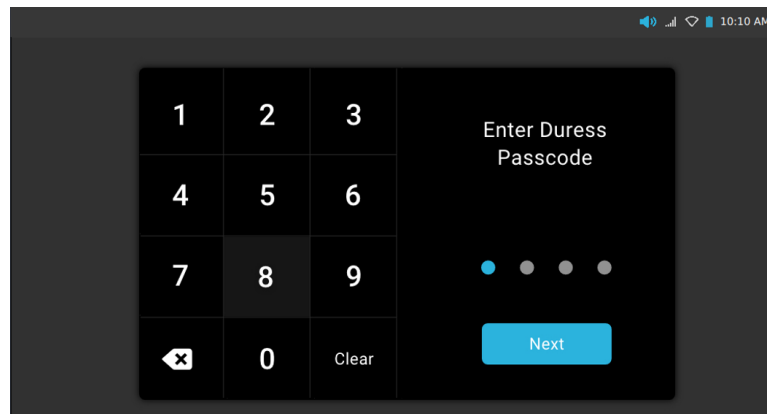 10:10 AM
1 2 3
4 5 6
7 8 9
0 Clear
Enter Duress
Passcode
Next